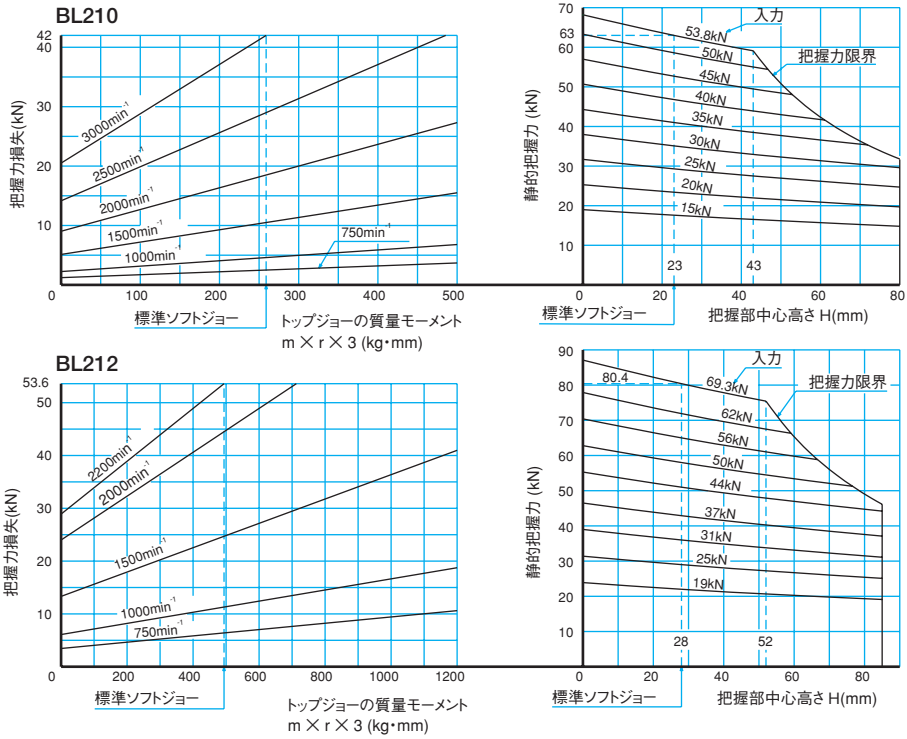 BL210
42
40
30
20
10
把握力損失(kN)
3000min⁻¹
2500min⁻¹
2000min⁻¹
1500min⁻¹
1000min⁻¹
750min⁻¹
0 100 200 300 400 500
標準ソフトジョー
トップジョーの質量モーメント
m × r × 3 (kg・mm)
70
63
60
50
40
30
20
10
静的把握力 (kN)
入力
把握力限界
53.8kN
50kN
45kN
40kN
35kN
30kN
25kN
20kN
15kN
23 43
0 20 40 60 80
標準ソフトジョー
把握部中心高さ H(mm)
BL212
53.6
50
40
30
20
10
把握力損失(kN)
2200min⁻¹
2000min⁻¹
1500min⁻¹
1000min⁻¹
750min⁻¹
0 200 400 600 800 1000 1200
標準ソフトジョー
トップジョーの質量モーメント
m × r × 3 (kg・mm)
90
80
70
60
50
40
30
20
10
静的把握力 (kN)
80.4
入力
把握力限界
69.3kN
62kN
56kN
50kN
44kN
37kN
31kN
25kN
19kN
28 52
0 20 40 60 80
標準ソフトジョー
把握部中心高さ H(mm)